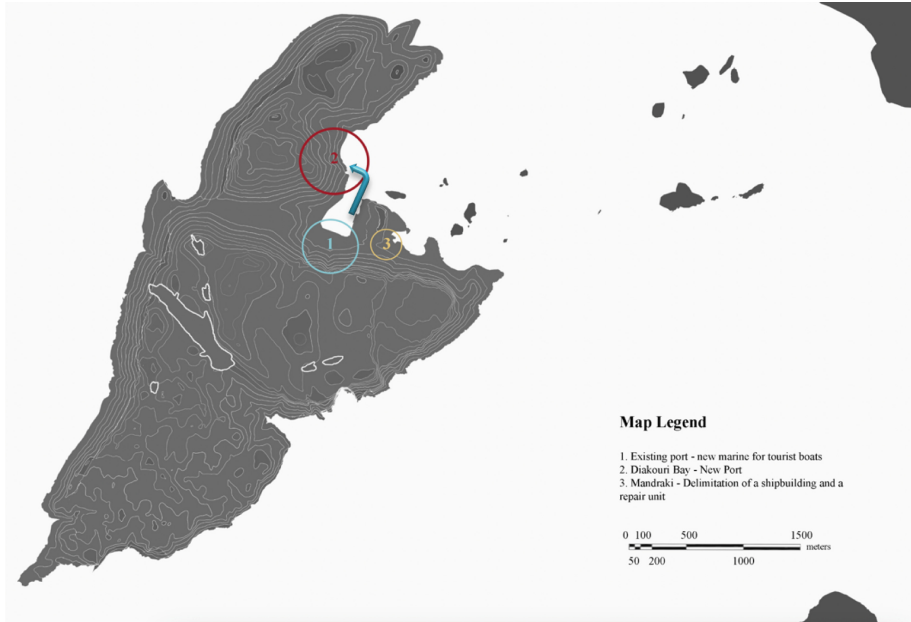 2
1
3
Map Legend
1. Existing port - new marine for tourist boats
2. Diakouri Bay - New Port
3. Mandraki - Delimitation of a shipbuilding and a
repair unit
0 100 500 1500
meters
50 200 1000